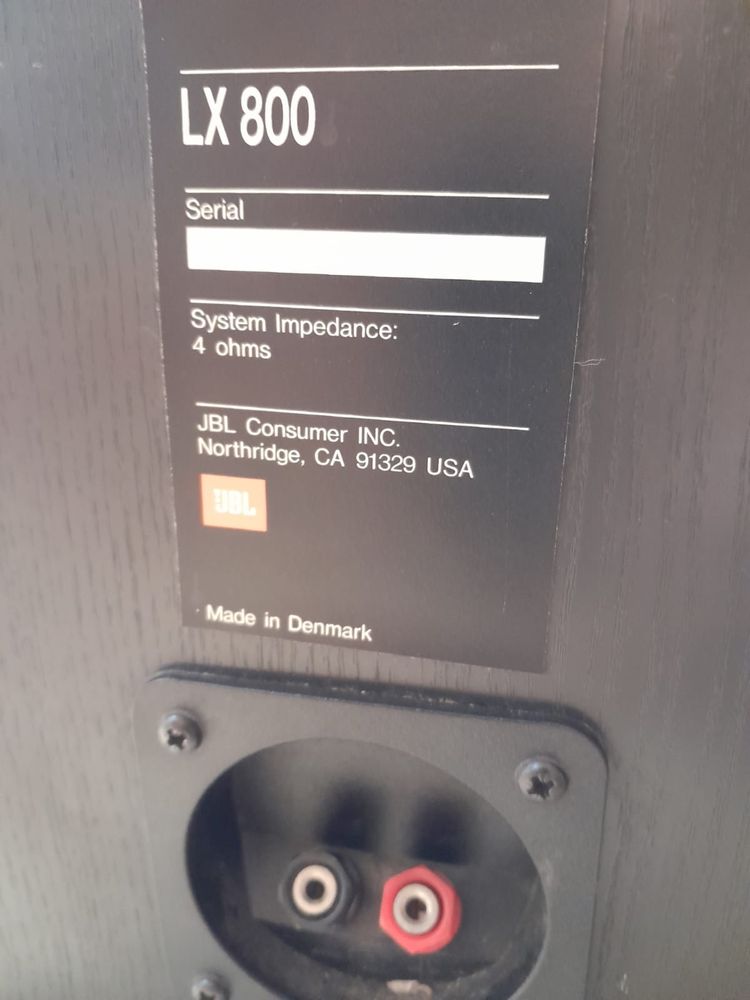 LX 800
Serial
System Impedance:
4 ohms
JBL Consumer INC.
Northridge, CA 91329 USA
JBL
Made in Denmark